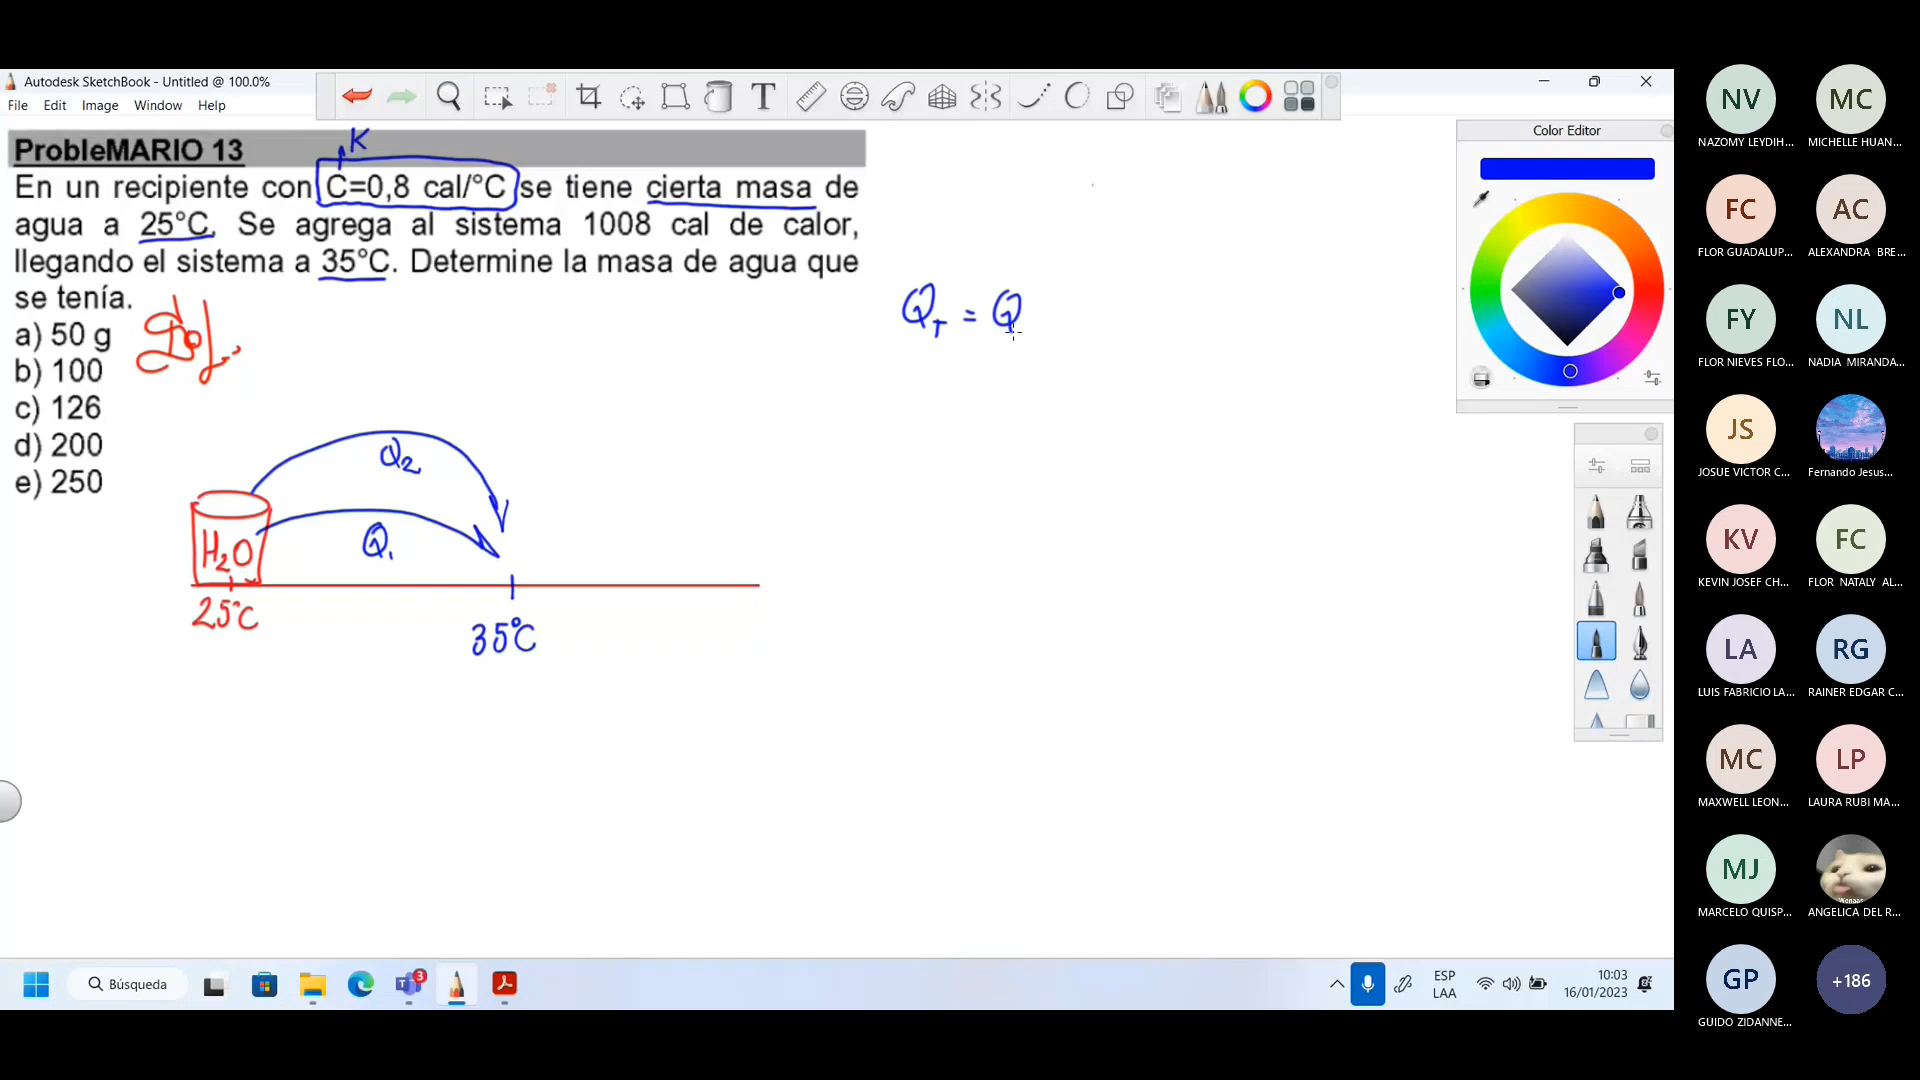 Autodesk SketchBook - Untitled @ 100.0%
File Edit Image Window Help
T
Color Editor
ProbleMARIO 13
K
En un recipiente con C=0,8 cal/°C se tiene cierta masa de
agua a 25°C. Se agrega al sistema 1008 cal de calor,
llegando el sistema a 35°C. Determine la masa de agua que
se tenía.
a) 50 g
b) 100
c) 126
d) 200
e) 250
Sol
Q_T = Q
Q₂
Q₁
H₂O
25°C
35°C
NV
NAZOMY LEYDIH...
MC
MICHELLE HUAN...
FC
FLOR GUADALUP...
AC
ALEXANDRA BRE...
FY
FLOR NIEVES FLO...
NL
NADIA MIRANDA...
JS
JOSUE VICTOR C...
Fernando Jesus...
KV
KEVIN JOSEF CH...
FC
FLOR NATALY AL...
LA
LUIS FABRICIO LA...
RG
RAINER EDGAR C...
MC
MAXWELL LEON...
LP
LAURA RUBI MA...
MJ
MARCELO QUISP...
ANGELICA DEL R...
GP
GUIDO ZIDANNE...
+186
Búsqueda
3
ESP
LAA
10:03
16/01/2023